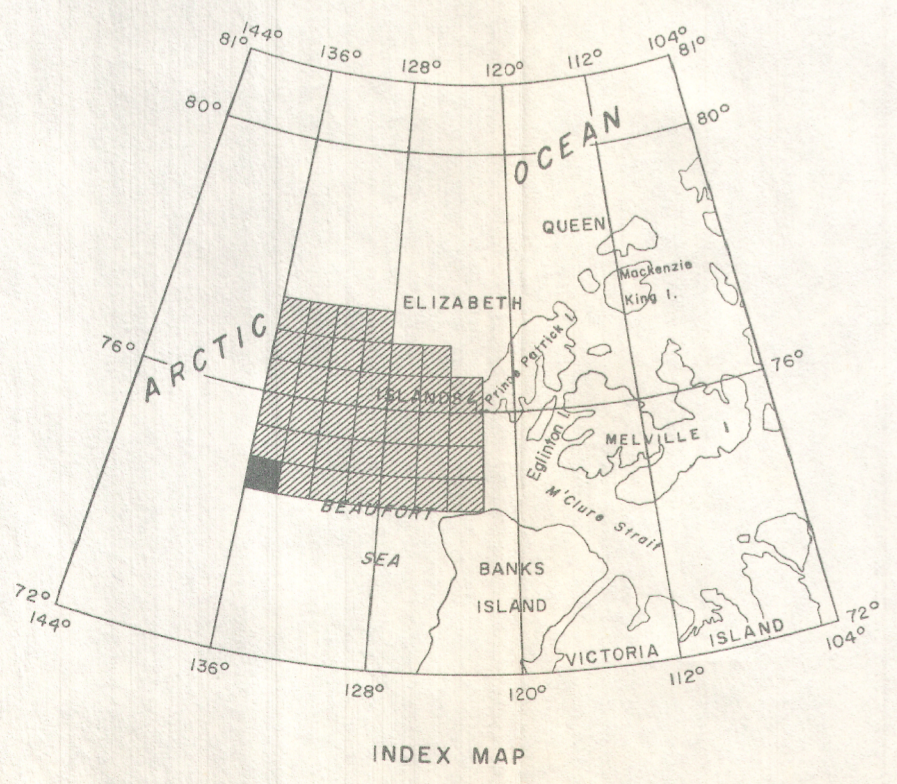 144°
81°
136°
128°
120°
112°
104°
81°
80°
80°
OCEAN
QUEEN
Mackenzie
King I.
ELIZABETH
ARCTIC
76°
76°
Prince Patrick I.
ISLANDS
Eglinton I.
MELVILLE I
M'Clure Strait
BEAUFORT
SEA
BANKS
ISLAND
VICTORIA
ISLAND
72°
144°
136°
128°
120°
112°
72°
104°
INDEX MAP